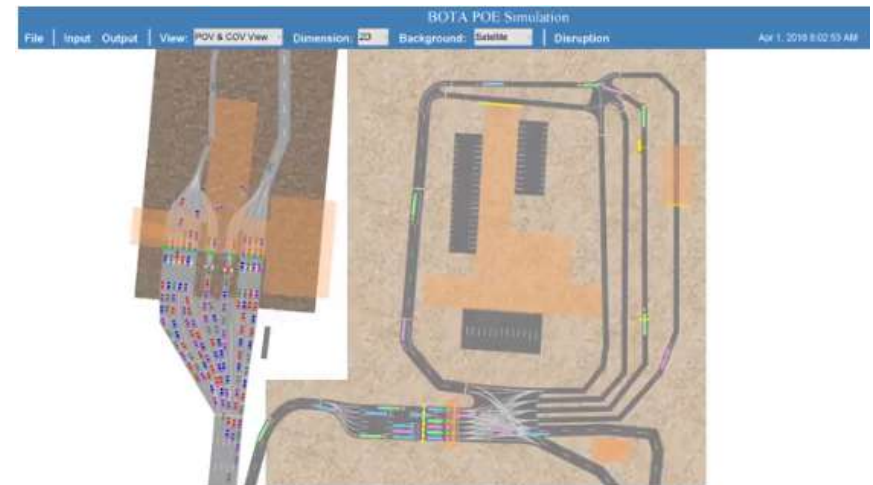 BOTA POE Simulation
File | Input Output | View: POV & COV View Dimension: 2D Background: Satellite | Disruption Apr 1, 2018 8:02:53 AM